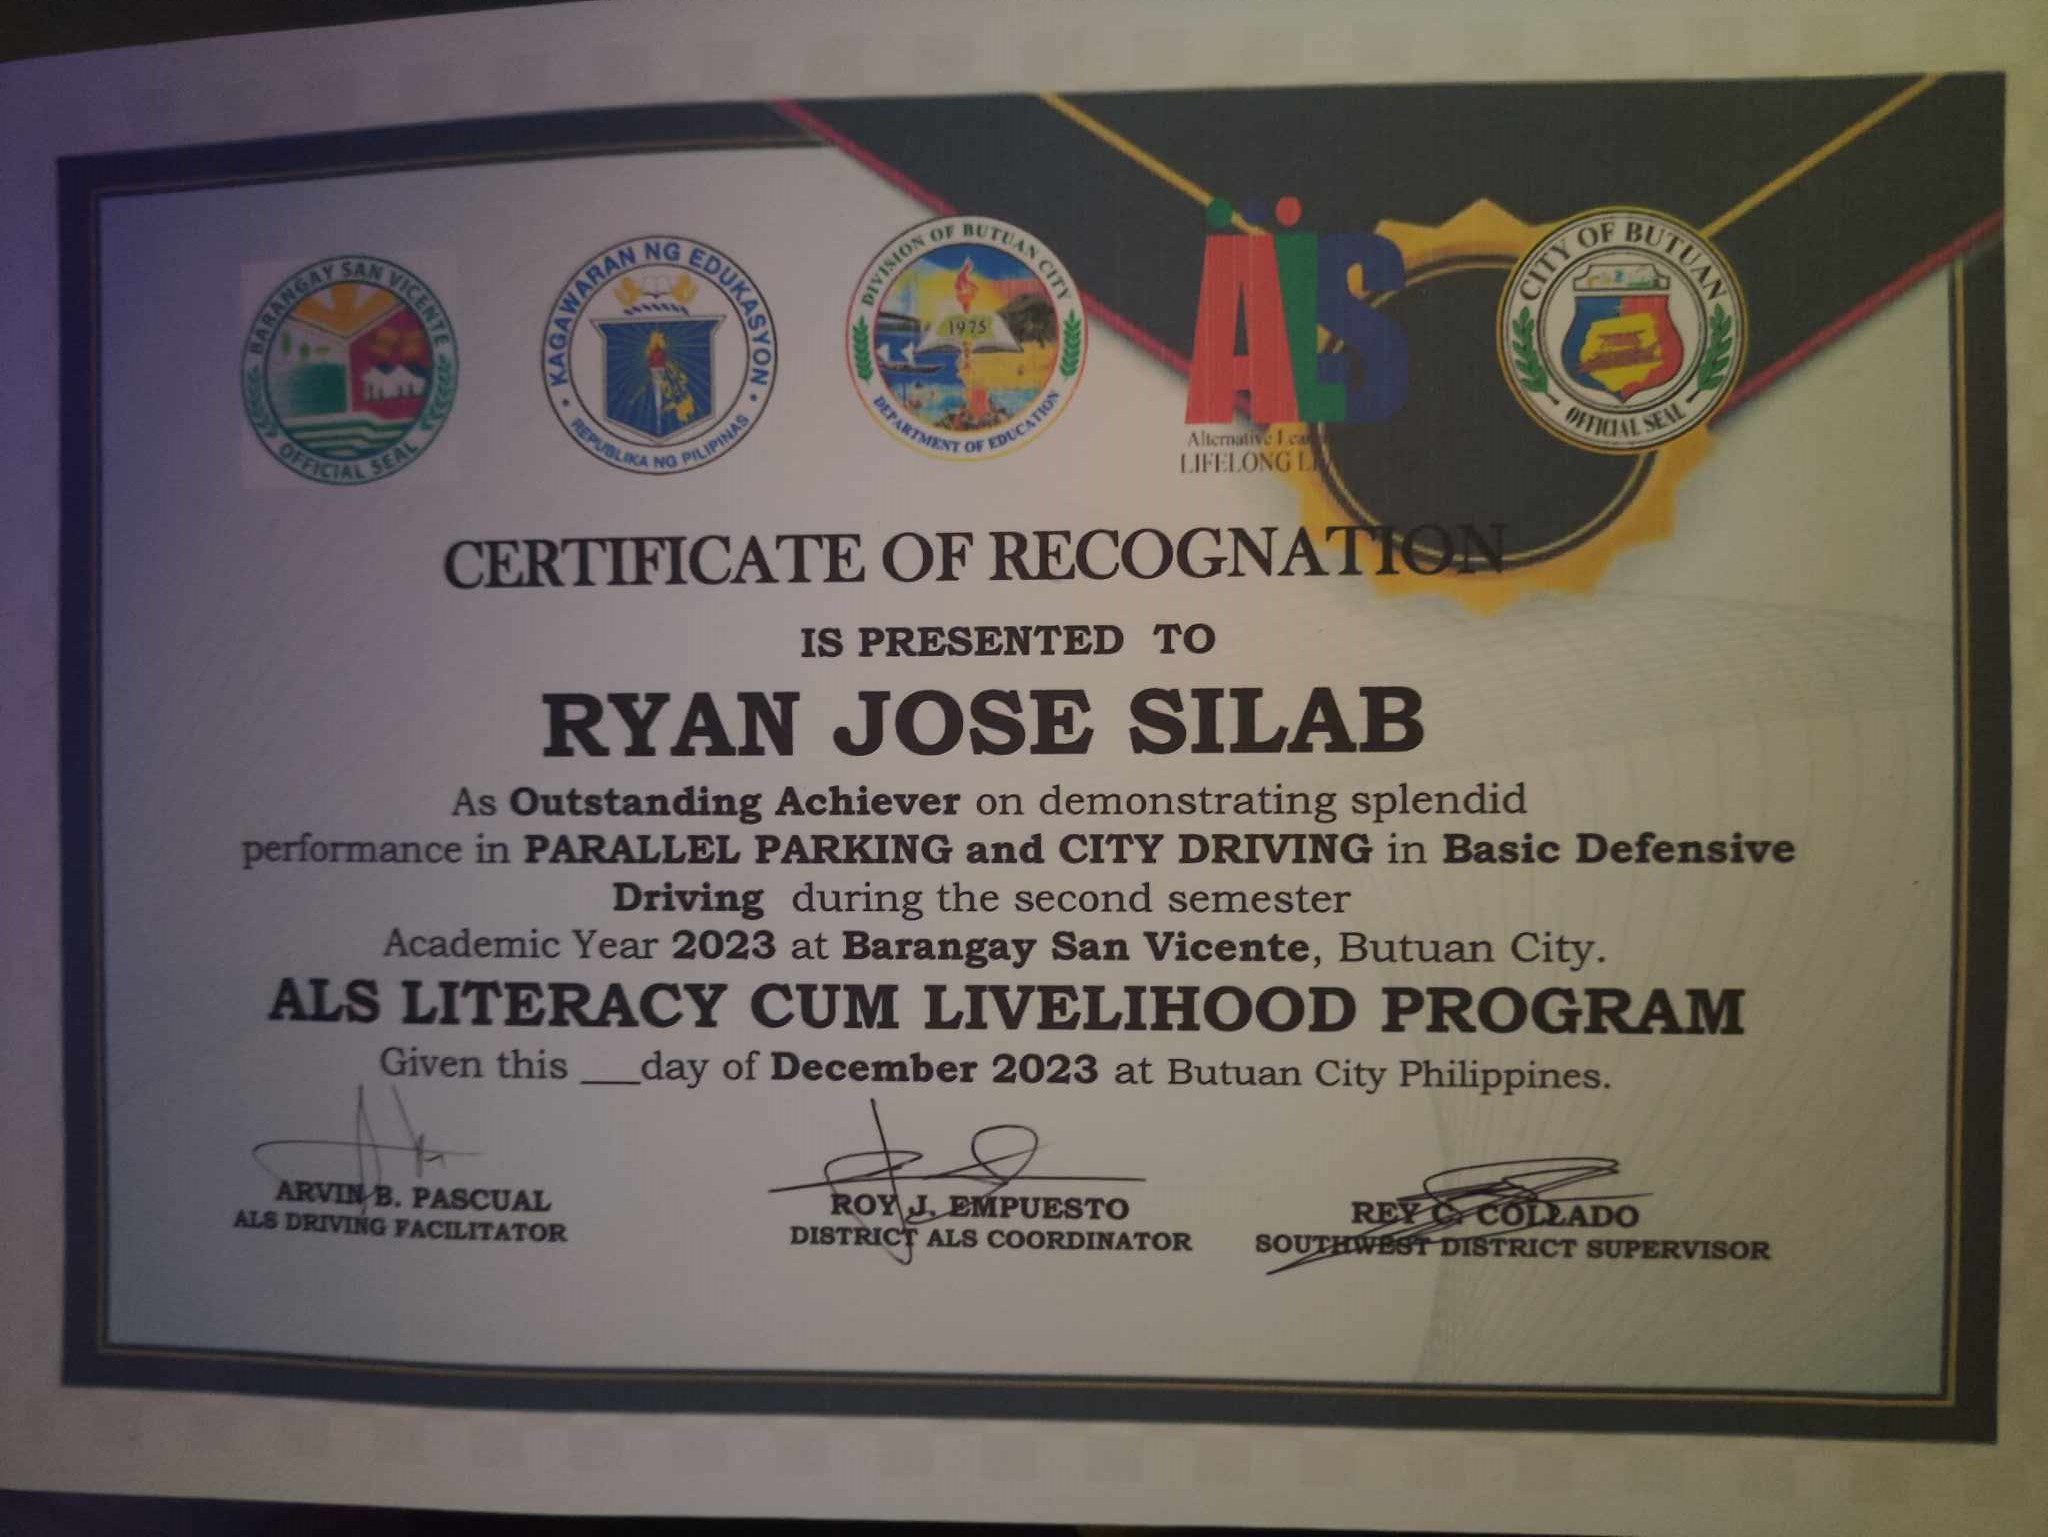 BARANGAY SAN VICENTE
OFFICIAL SEAL
KAGAWARAN NG EDUKASYON
REPUBLIKA NG PILIPINAS
DIVISION OF BUTUAN CITY
1975
DEPARTMENT OF EDUCATION
ALS
Alternative
LIFELONG
CITY OF BUTUAN
OFFICIAL SEAL
CERTIFICATE OF RECOGNATION
IS PRESENTED TO
RYAN JOSE SILAB
As Outstanding Achiever on demonstrating splendid
performance in PARALLEL PARKING and CITY DRIVING in Basic Defensive
Driving during the second semester
Academic Year 2023 at Barangay San Vicente, Butuan City.
ALS LITERACY CUM LIVELIHOOD PROGRAM
Given this ___day of December 2023 at Butuan City Philippines.
ARVIN B. PASCUAL
ALS DRIVING FACILITATOR
ROY J. EMPUESTO
DISTRICT ALS COORDINATOR
REY C. COLLADO
SOUTHWEST DISTRICT SUPERVISOR